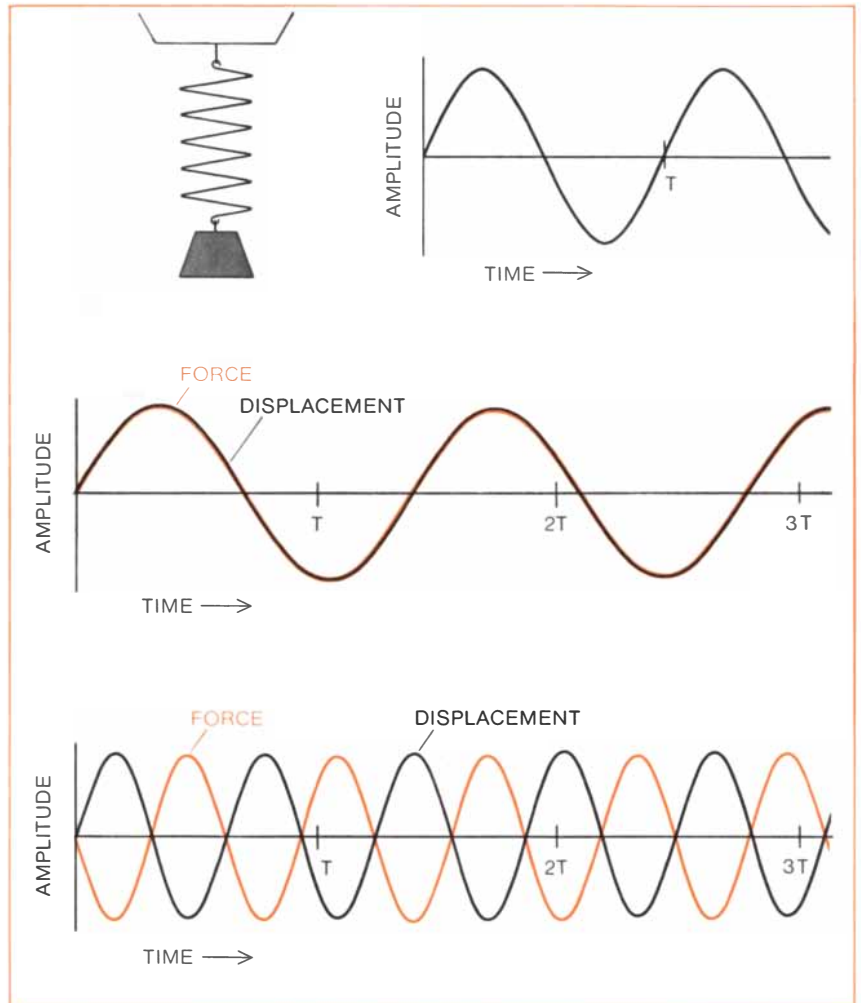 AMPLITUDE
T
TIME →
FORCE
DISPLACEMENT
AMPLITUDE
T 2T 3T
TIME →
FORCE DISPLACEMENT
AMPLITUDE
T 2T 3T
TIME →